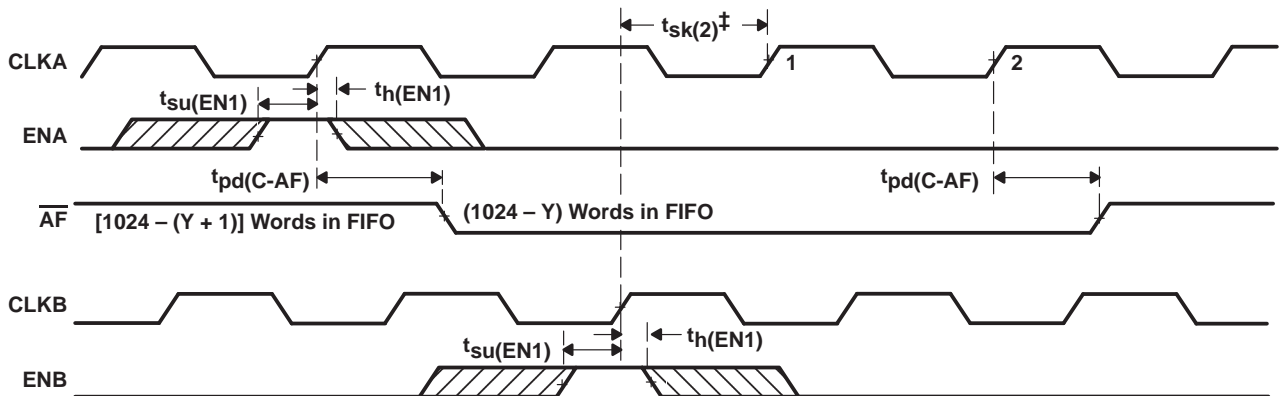 tsk(2)‡
CLKA
1
2
tsu(EN1)
th(EN1)
ENA
tpd(C-AF)
tpd(C-AF)
AF
[1024 – (Y + 1)] Words in FIFO
(1024 – Y) Words in FIFO
CLKB
tsu(EN1)
th(EN1)
ENB